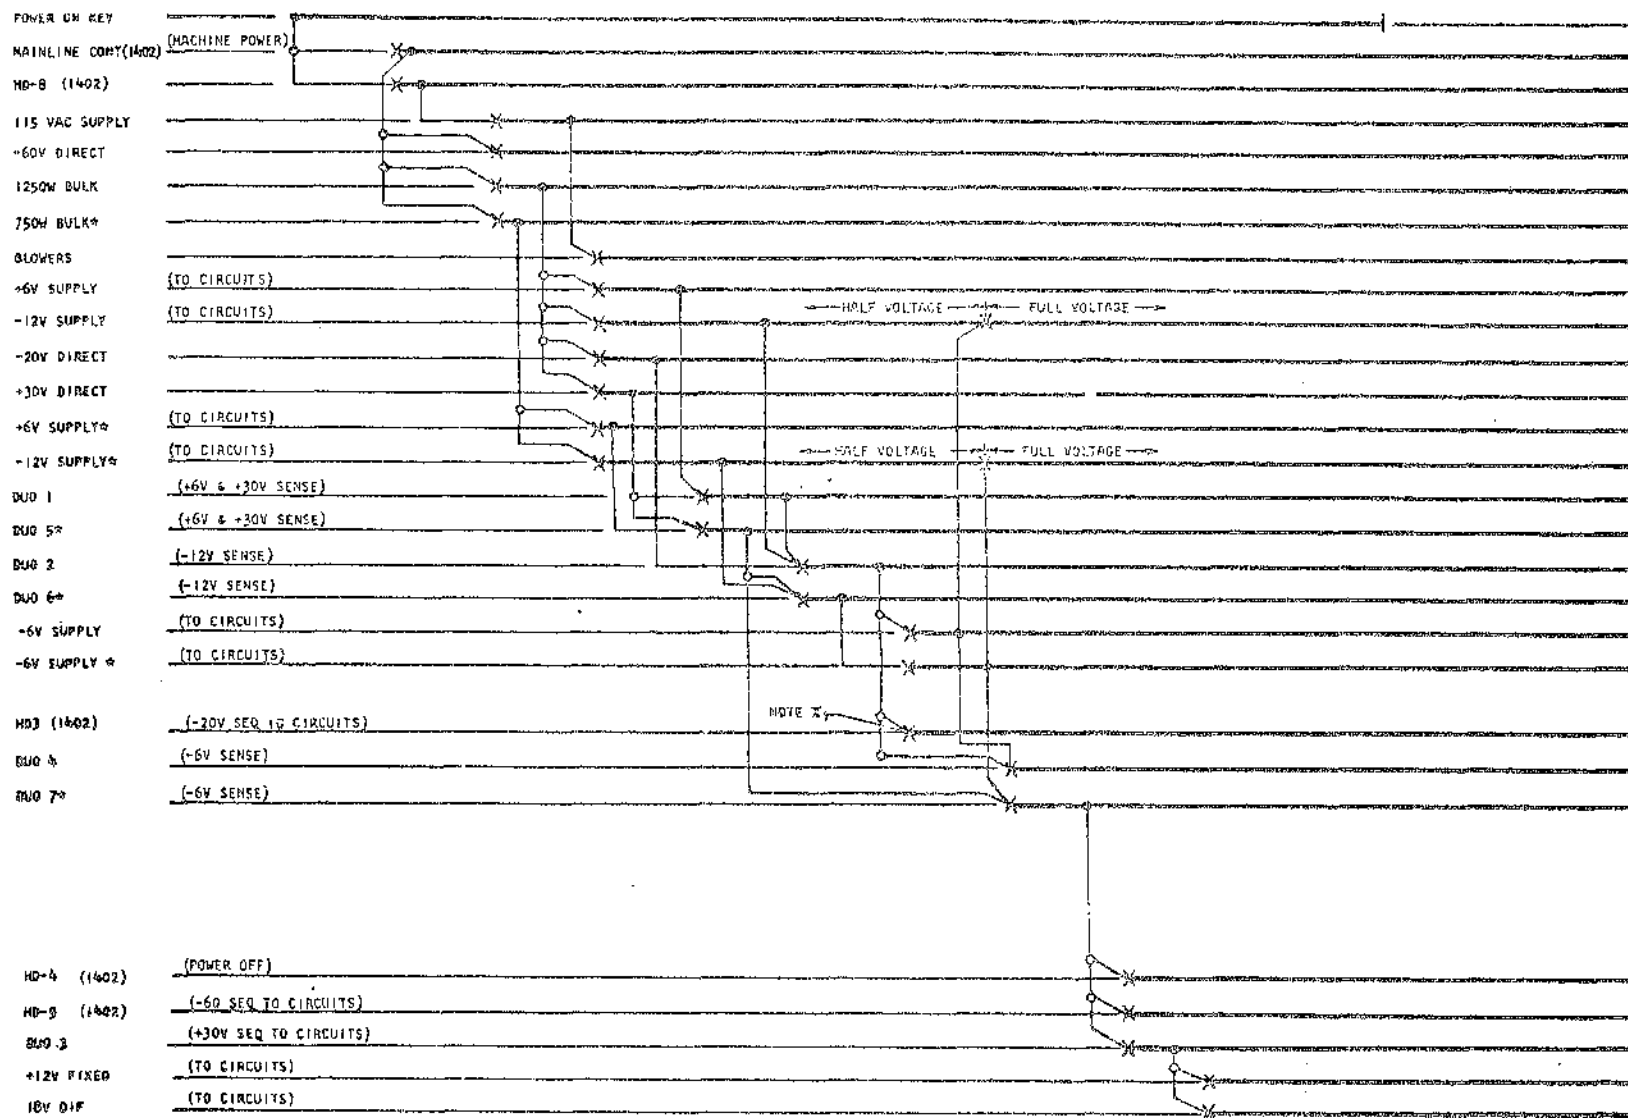 POWER ON KEY
MAINLINE CONT(1402) (MACHINE POWER)
HD-8 (1402)
115 VAC SUPPLY
-60V DIRECT
1250W BULK
750W BULK*
BLOWERS
+6V SUPPLY (TO CIRCUITS)
HALF VOLTAGE FULL VOLTAGE
-12V SUPPLY (TO CIRCUITS)
-20V DIRECT
+30V DIRECT
+6V SUPPLY* (TO CIRCUITS)
HALF VOLTAGE FULL VOLTAGE
-12V SUPPLY* (TO CIRCUITS)
DUO 1 (+6V & +30V SENSE)
DUO 5* (+6V & +30V SENSE)
DUO 2 (-12V SENSE)
DUO 6* (-12V SENSE)
-6V SUPPLY (TO CIRCUITS)
-6V SUPPLY * (TO CIRCUITS)
NOTE
HD3 (1402) (-20V SEQ TO CIRCUITS)
DUO 4 (-6V SENSE)
DUO 7* (-6V SENSE)
HD-4 (1402) (POWER OFF)
HD-9 (1402) (-60 SEQ TO CIRCUITS)
DUO 3 (+30V SEQ TO CIRCUITS)
+12V FIXED (TO CIRCUITS)
18V DIF (TO CIRCUITS)